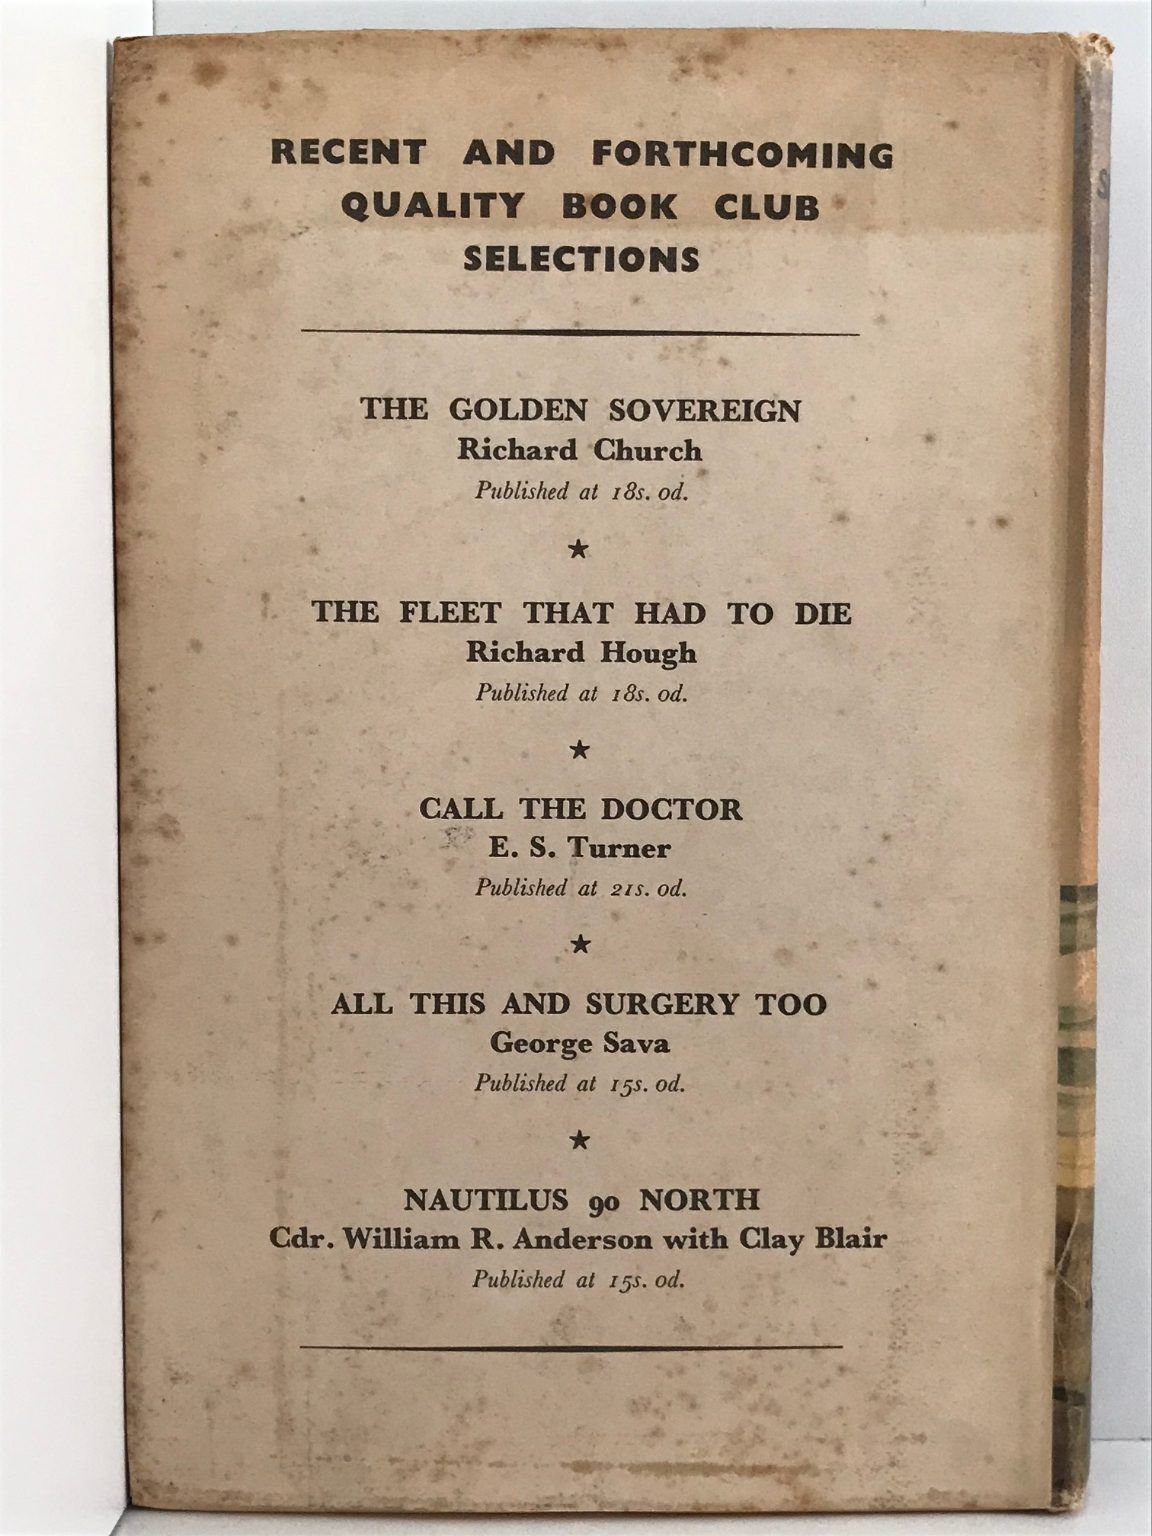 RECENT AND FORTHCOMING
QUALITY BOOK CLUB
SELECTIONS
THE GOLDEN SOVEREIGN
Richard Church
Published at 18s. od.
★
THE FLEET THAT HAD TO DIE
Richard Hough
Published at 18s. od.
★
CALL THE DOCTOR
E. S. Turner
Published at 21s. od.
★
ALL THIS AND SURGERY TOO
George Sava
Published at 15s. od.
★
NAUTILUS 90 NORTH
Cdr. William R. Anderson with Clay Blair
Published at 15s. od.